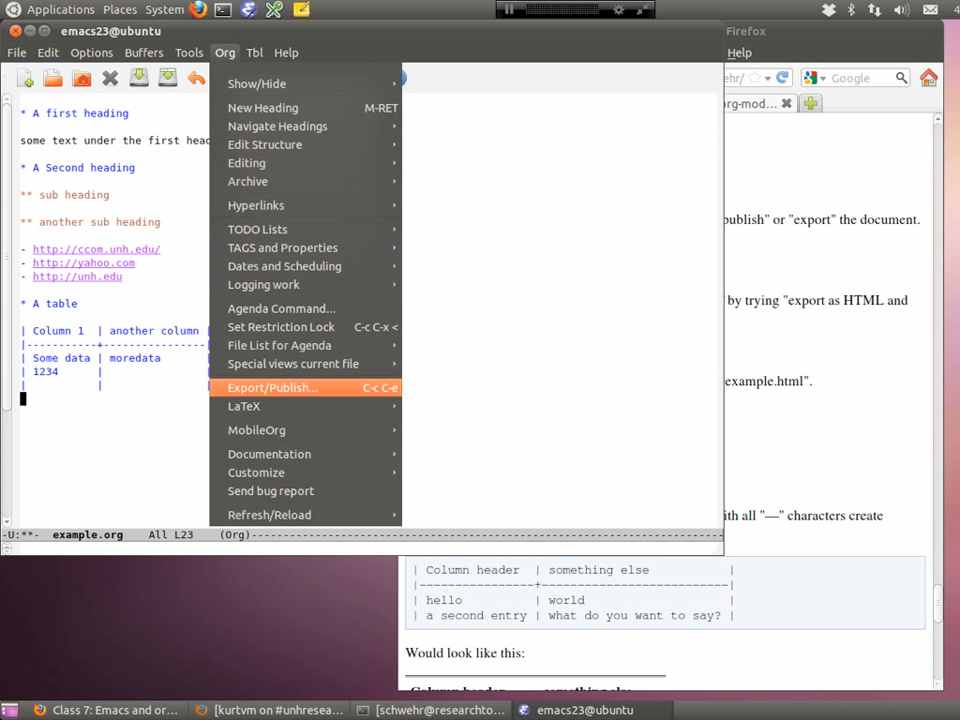 Applications Places System
4
emacs23@ubuntu
Firefox
File Edit Options Buffers Tools Org Tbl Help
Help
Google
org-mod...
* A first heading
some text under the first head
* A Second heading
** sub heading
** another sub heading
- http://ccom.unh.edu/
- http://yahoo.com
- http://unh.edu
* A table
| Column 1 | another column |
|-----------+----------------
| Some data | moredata
| 1234 |
| |
Show/Hide
New Heading M-RET
Navigate Headings
Edit Structure
Editing
Archive
Hyperlinks
TODO Lists
TAGS and Properties
Dates and Scheduling
Logging work
Agenda Command...
Set Restriction Lock C-c C-x <
File List for Agenda
Special views current file
Export/Publish... C-c C-e
LaTeX
MobileOrg
Documentation
Customize
Send bug report
Refresh/Reload
-U:**- example.org All L23 (Org)
publish" or "export" the document.
by trying "export as HTML and
example.html".
with all "—" characters create
| Column header | something else |
|---------------+--------------------------|
| hello | world |
| a second entry | what do you want to say? |
Would look like this:
Column header something else
Class 7: Emacs and or... [kurtvm on #unhresea... [schwehr@researchto... emacs23@ubuntu